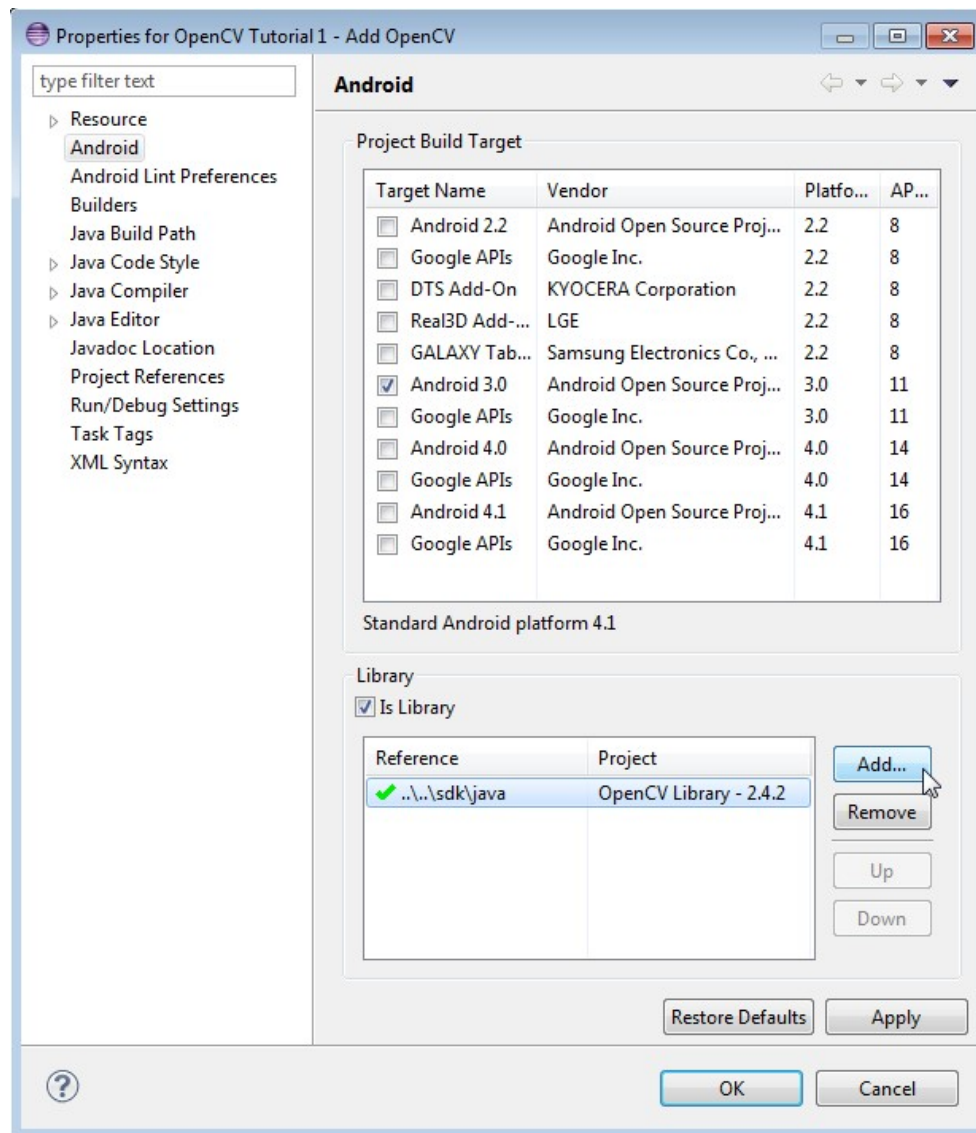 Properties for OpenCV Tutorial 1 - Add OpenCV
type filter text
Resource
Android
Android Lint Preferences
Builders
Java Build Path
Java Code Style
Java Compiler
Java Editor
Javadoc Location
Project References
Run/Debug Settings
Task Tags
XML Syntax
Android
Project Build Target
Target Name Vendor Platfo... AP...
Android 2.2 Android Open Source Proj... 2.2 8
Google APIs Google Inc. 2.2 8
DTS Add-On KYOCERA Corporation 2.2 8
Real3D Add-... LGE 2.2 8
GALAXY Tab... Samsung Electronics Co., ... 2.2 8
Android 3.0 Android Open Source Proj... 3.0 11
Google APIs Google Inc. 3.0 11
Android 4.0 Android Open Source Proj... 4.0 14
Google APIs Google Inc. 4.0 14
Android 4.1 Android Open Source Proj... 4.1 16
Google APIs Google Inc. 4.1 16
Standard Android platform 4.1
Library
Is Library
Reference Project
..\..\sdk\java OpenCV Library - 2.4.2
Add...
Remove
Up
Down
Restore Defaults Apply
? OK Cancel